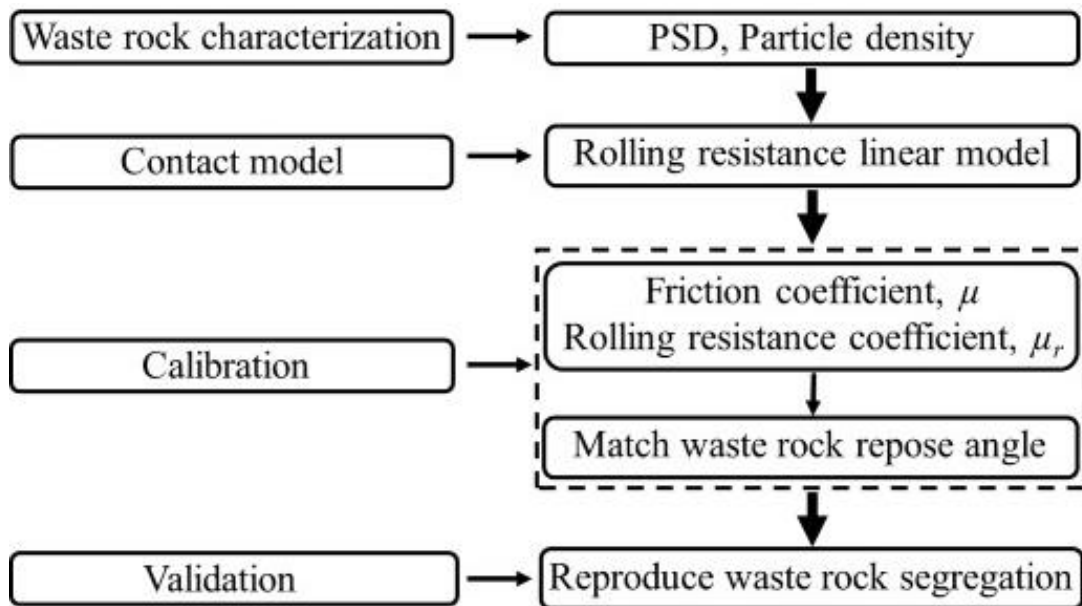 Waste rock characterization
PSD, Particle density
Contact model
Rolling resistance linear model
Friction coefficient, μ
Rolling resistance coefficient, μr
Calibration
Match waste rock repose angle
Validation
Reproduce waste rock segregation